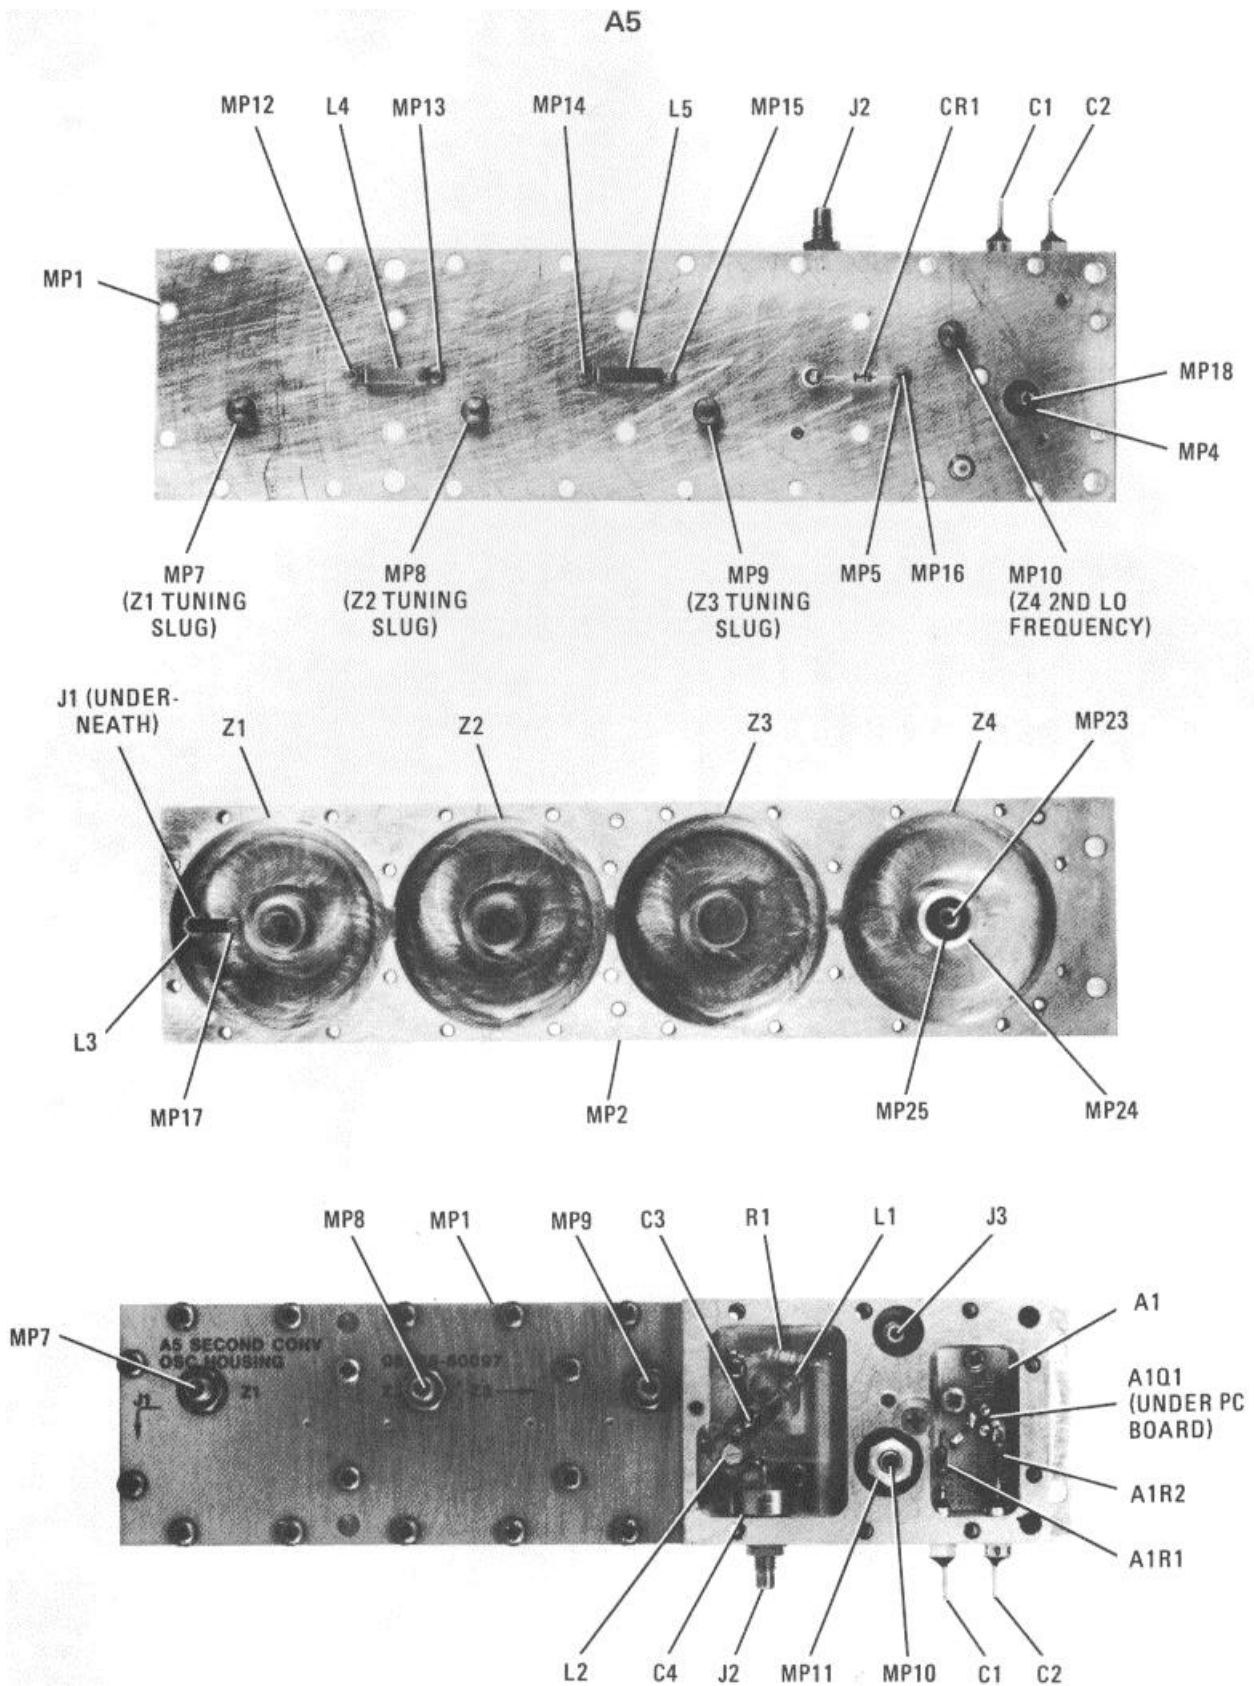 A5
MP12 L4 MP13 MP14 L5 MP15 J2 CR1 C1 C2
MP1
MP18
MP4
MP7
(Z1 TUNING
SLUG)
MP8
(Z2 TUNING
SLUG)
MP9
(Z3 TUNING
SLUG)
MP5 MP16
MP10
(Z4 2ND LO
FREQUENCY)
J1 (UNDER-
NEATH)
Z1 Z2 Z3 Z4 MP23
L3
MP17 MP2 MP25 MP24
MP8 MP1 MP9 C3 R1 L1 J3
A1
MP7
A5 SECOND CONV
OSC HOUSING
J1
Z1
A1Q1
(UNDER PC
BOARD)
A1R2
A1R1
L2 C4 J2 MP11 MP10 C1 C2